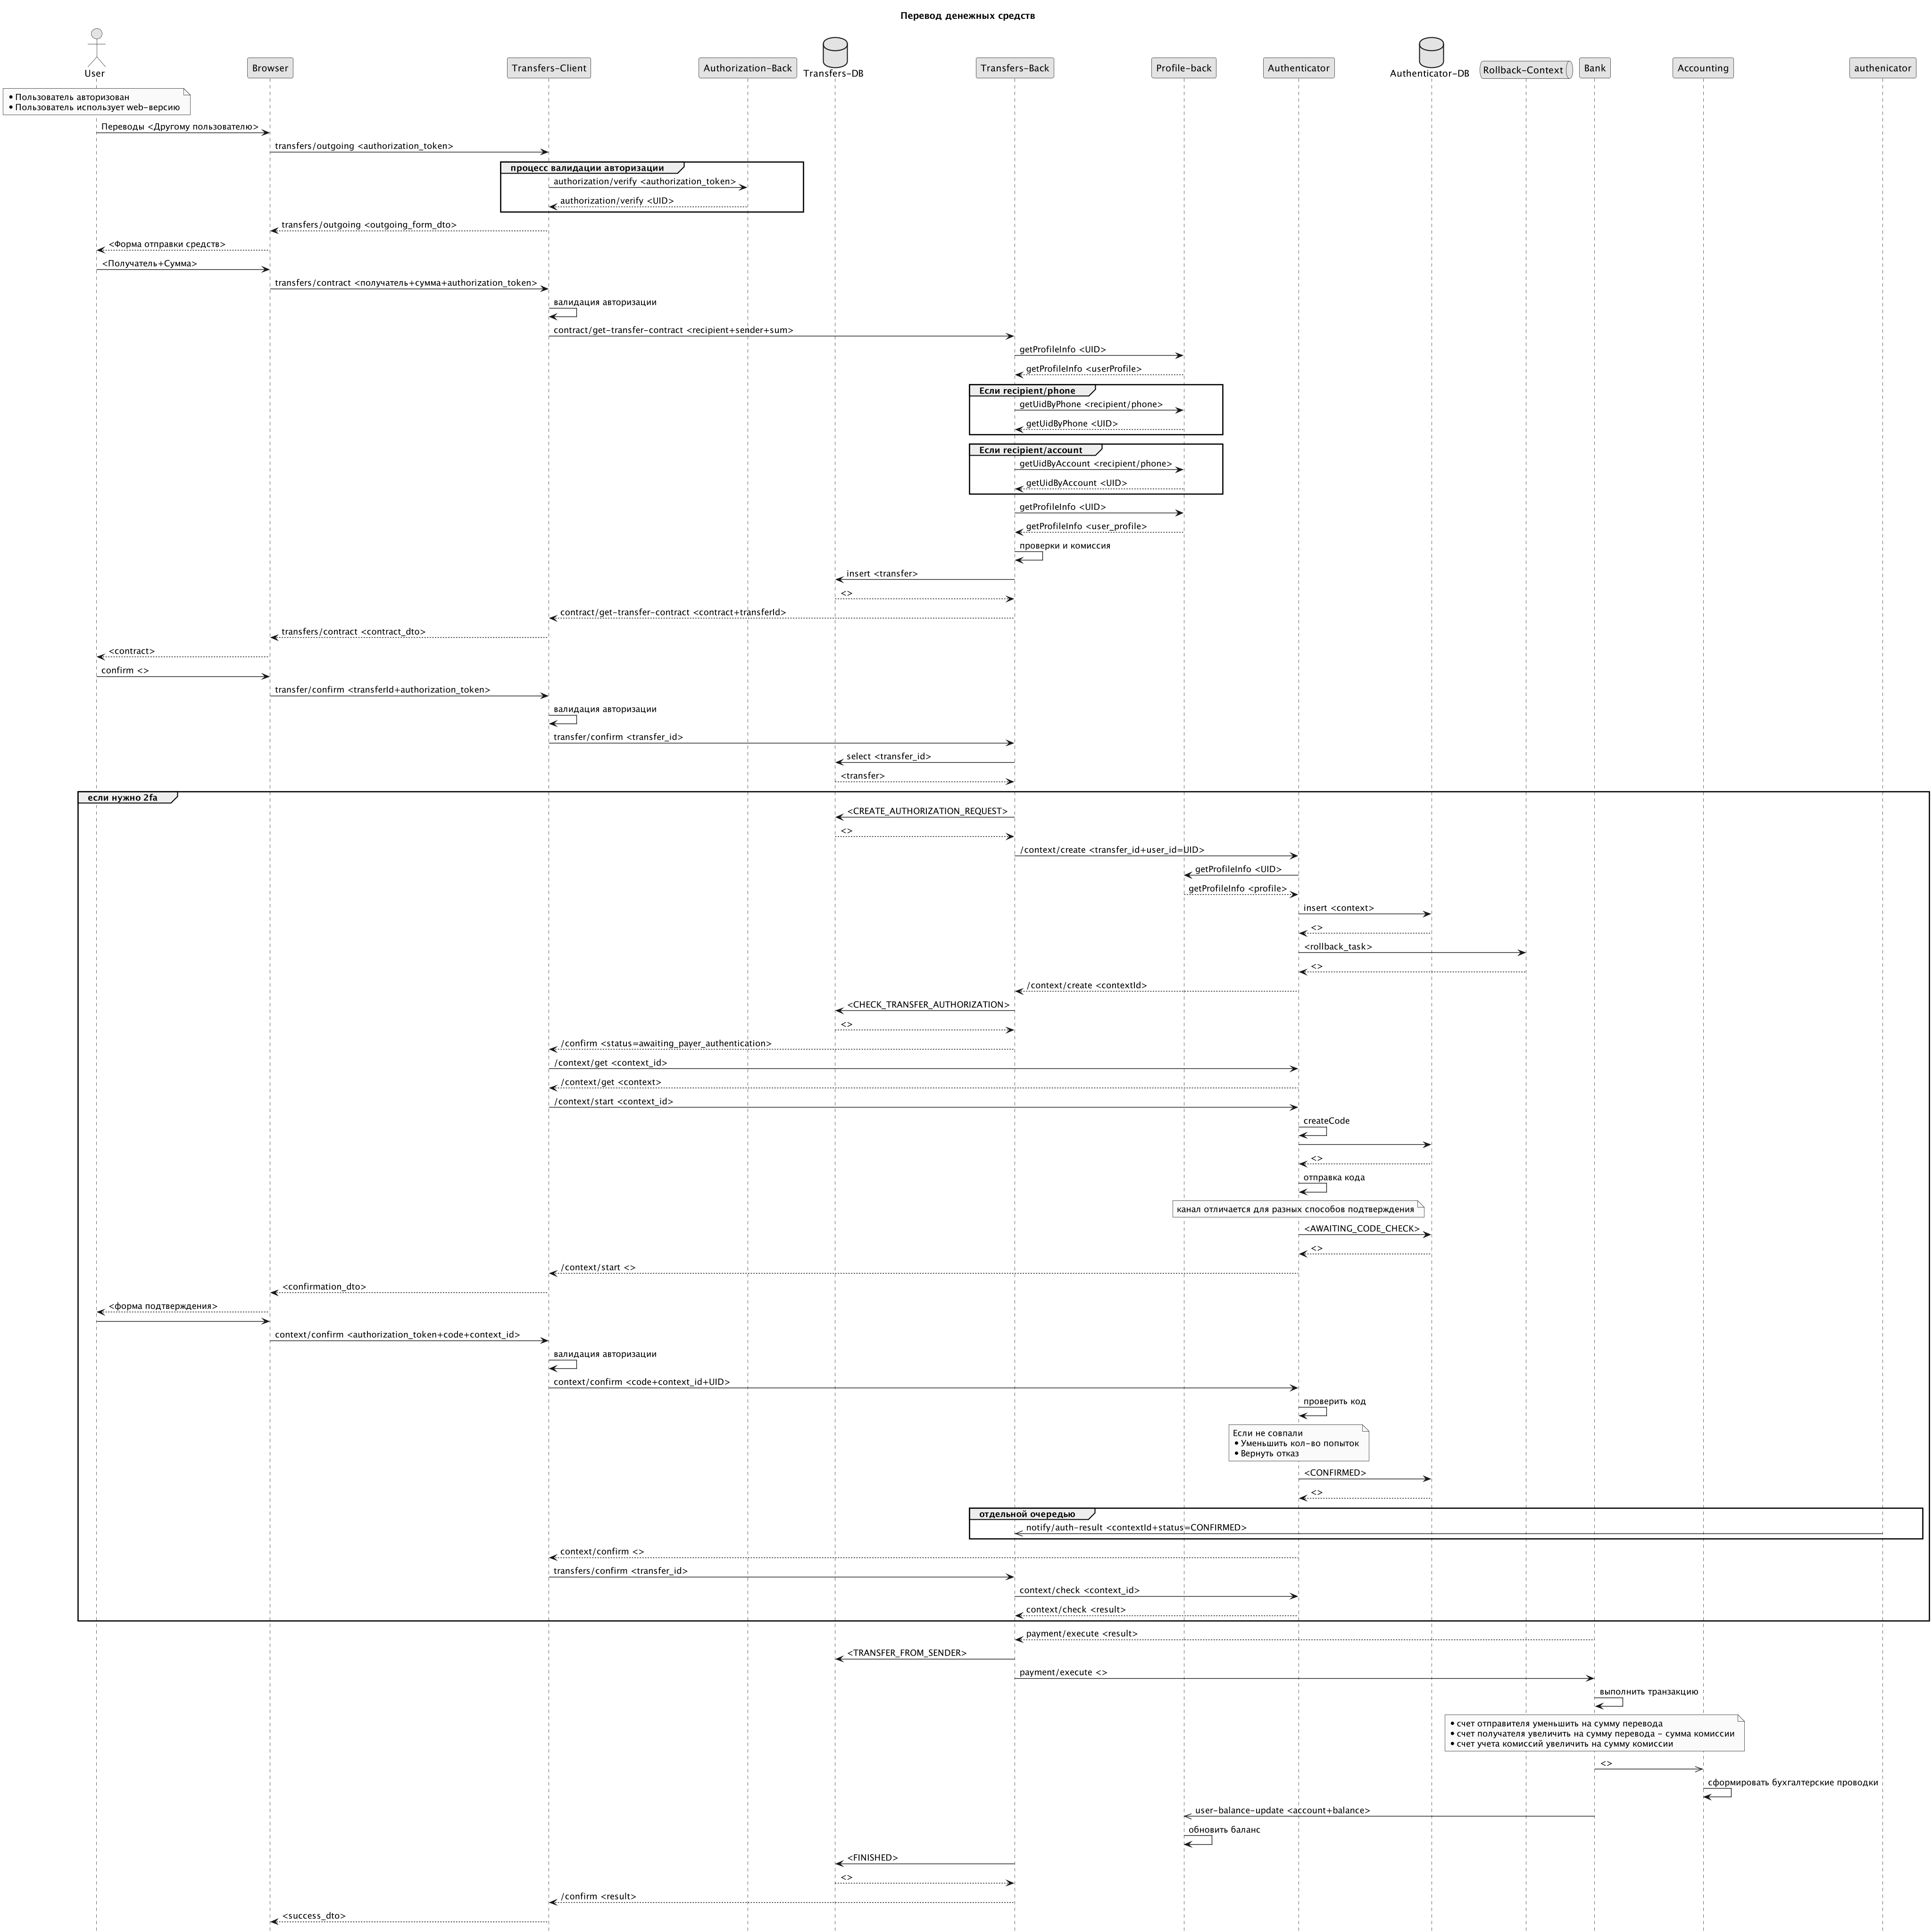 Перевод денежных средств
User
Browser
Transfers-Client
Authorization-Back
Transfers-DB
Transfers-Back
Profile-back
Authenticator
Authenticator-DB
Rollback-Context
Bank
Accounting
authenicator
• Пользователь авторизован
• Пользователь использует web-версию
Переводы <Другому пользователю>
transfers/outgoing <authorization_token>
процесс валидации авторизации
authorization/verify <authorization_token>
authorization/verify <UID>
transfers/outgoing <outgoing_form_dto>
<Форма отправки средств>
<Получатель+Сумма>
transfers/contract <получатель+сумма+authorization_token>
валидация авторизации
contract/get-transfer-contract <recipient+sender+sum>
getProfileInfo <UID>
getProfileInfo <userProfile>
Если recipient/phone
getUidByPhone <recipient/phone>
getUidByPhone <UID>
Если recipient/account
getUidByAccount <recipient/phone>
getUidByAccount <UID>
getProfileInfo <UID>
getProfileInfo <user_profile>
проверки и комиссия
insert <transfer>
<>
contract/get-transfer-contract <contract+transferId>
transfers/contract <contract_dto>
<contract>
confirm <>
transfer/confirm <transferId+authorization_token>
валидация авторизации
transfer/confirm <transfer_id>
select <transfer_id>
<transfer>
если нужно 2fa
<CREATE_AUTHORIZATION_REQUEST>
<>
/context/create <transfer_id+user_id=UID>
getProfileInfo <UID>
getProfileInfo <profile>
insert <context>
<>
<rollback_task>
<>
/context/create <contextId>
<CHECK_TRANSFER_AUTHORIZATION>
<>
/confirm <status=awaiting_payer_authentication>
/context/get <context_id>
/context/get <context>
/context/start <context_id>
createCode
<>
отправка кода
канал отличается для разных способов подтверждения
<AWAITING_CODE_CHECK>
<>
/context/start <>
<confirmation_dto>
<форма подтверждения>
context/confirm <authorization_token+code+context_id>
валидация авторизации
context/confirm <code+context_id+UID>
проверить код
Если не совпали
• Уменьшить кол-во попыток
• Вернуть отказ
<CONFIRMED>
<>
отдельной очередью
notify/auth-result <contextId+status=CONFIRMED>
context/confirm <>
transfers/confirm <transfer_id>
context/check <context_id>
context/check <result>
payment/execute <result>
<TRANSFER_FROM_SENDER>
payment/execute <>
выполнить транзакцию
• счет отправителя уменьшить на сумму перевода
• счет получателя увеличить на сумму перевода - сумма комиссии
• счет учета комиссий увеличить на сумму комиссии
<>
сформировать бухгалтерские проводки
user-balance-update <account+balance>
обновить баланс
<FINISHED>
<>
/confirm <result>
<success_dto>